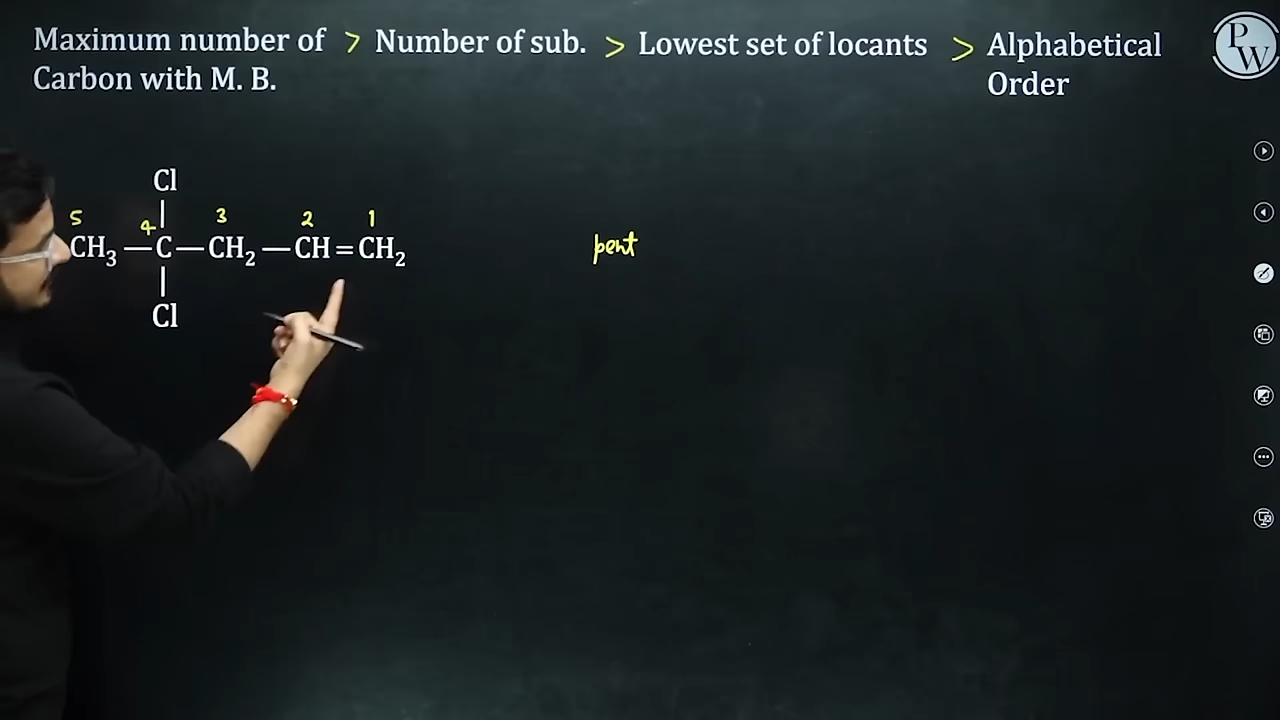 Maximum number of > Number of sub. > Lowest set of locants > Alphabetical
Carbon with M. B. Order
PW
Cl
|
5 4 3 2 1
CH₃ — C — CH₂ — CH = CH₂ pent
|
Cl